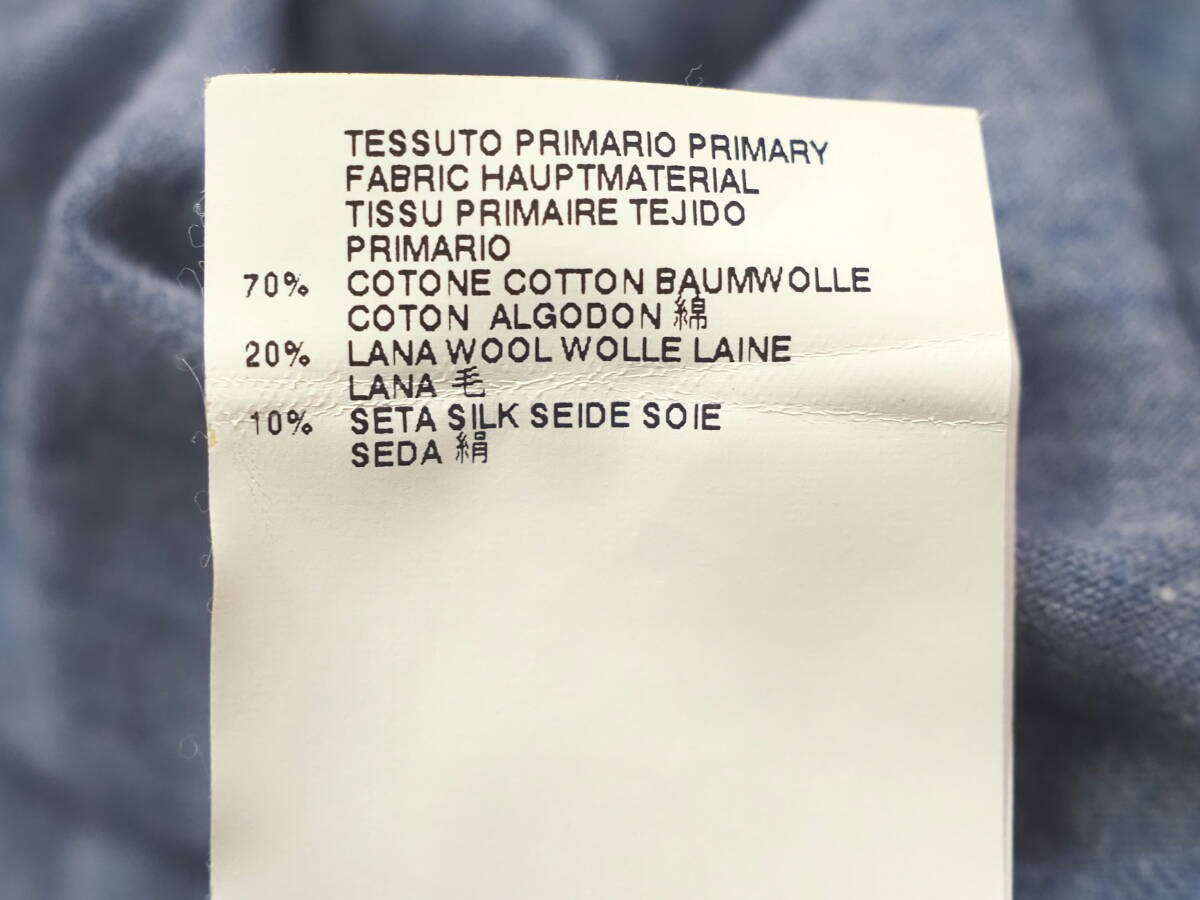 TESSUTO PRIMARIO PRIMARY
FABRIC HAUPTMATERIAL
TISSU PRIMAIRE TEJIDO
PRIMARIO
70% COTONE COTTON BAUMWOLLE
COTON ALGODON 綿
20% LANA WOOL WOLLE LAINE
LANA 毛
10% SETA SILK SEIDE SOIE
SEDA 絹